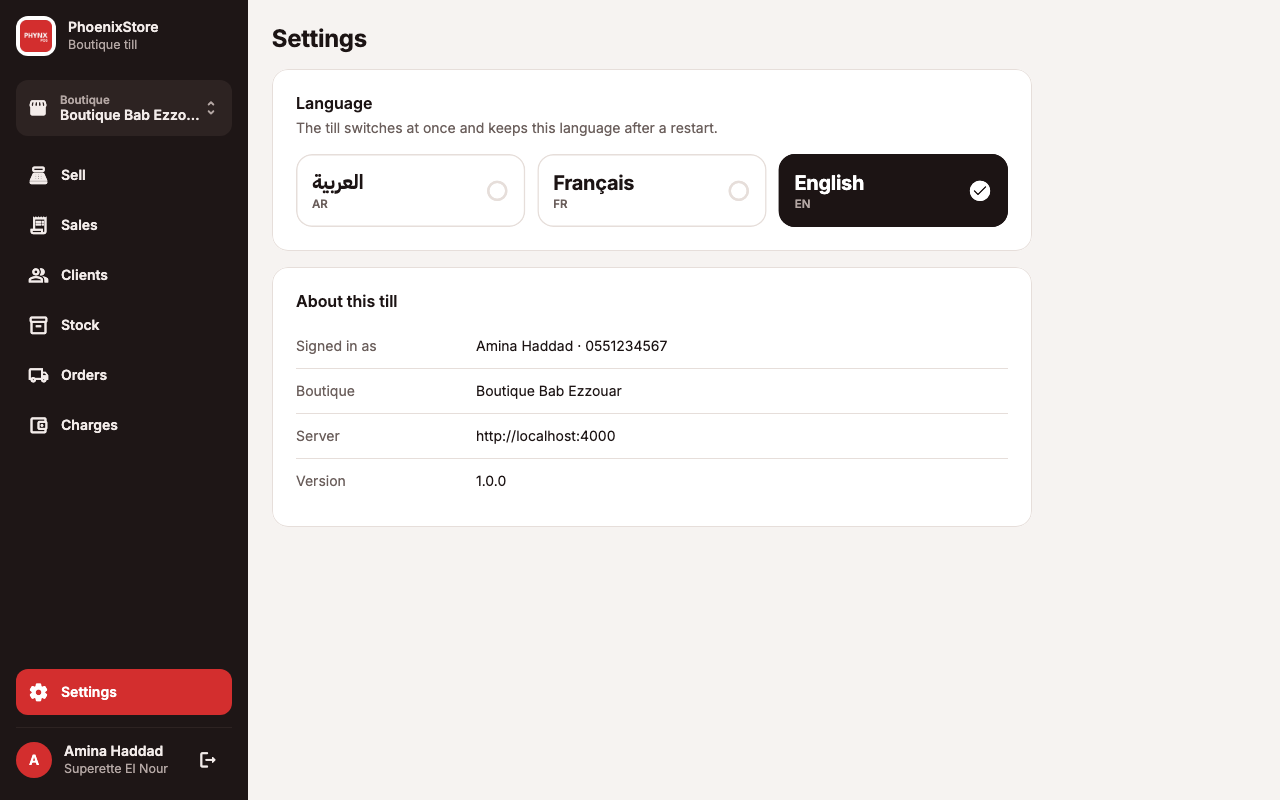 PHYNX
POS
PhoenixStore
Boutique till
Boutique
Boutique Bab Ezzo...
Sell
Sales
Clients
Stock
Orders
Charges
Settings
Amina Haddad
A
Superette El Nour
Settings
Language
The till switches at once and keeps this language after a restart.
العربية
AR
Français
FR
English
EN
About this till
Signed in as
Amina Haddad · 0551234567
Boutique
Boutique Bab Ezzouar
Server
http://localhost:4000
Version
1.0.0